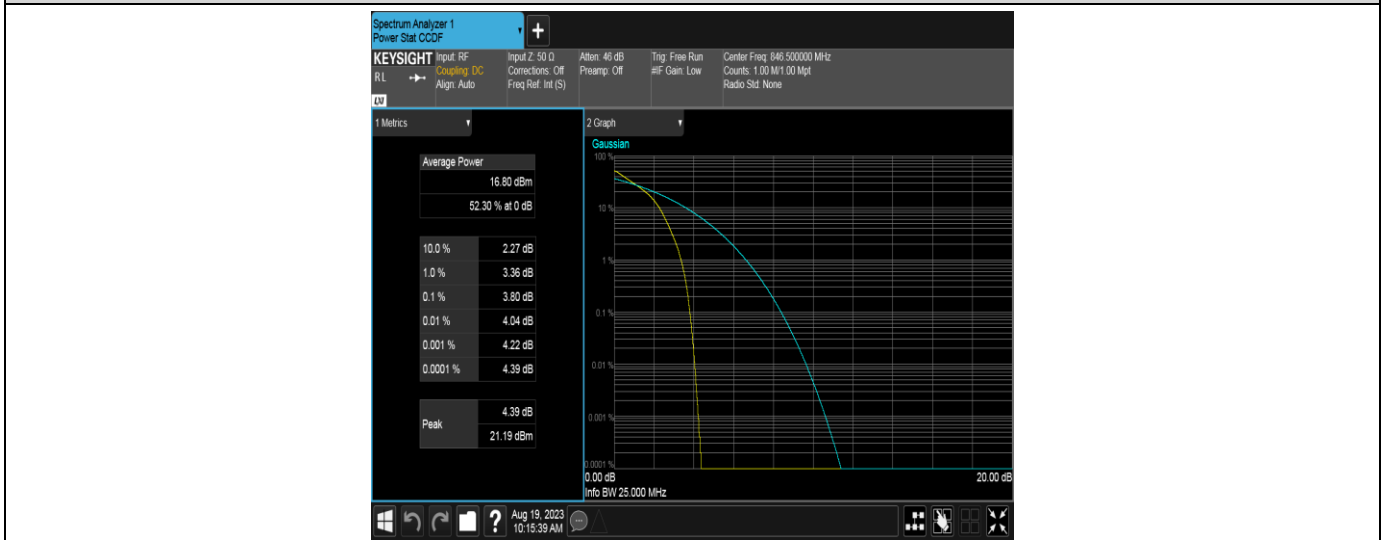 Spectrum Analyzer 1
Power Stat CCDF
+
KEYSIGHT
RL
LXI
Input: RF
Coupling: DC
Align: Auto
Input Z: 50 Ω
Corrections: Off
Freq Ref: Int (S)
Atten: 46 dB
Preamp: Off
Trig: Free Run
#IF Gain: Low
Center Freq: 846.500000 MHz
Counts: 1.00 M/1.00 Mpt
Radio Std: None
1 Metrics
Average Power
16.80 dBm
52.30 % at 0 dB
10.0 % 2.27 dB
1.0 % 3.36 dB
0.1 % 3.80 dB
0.01 % 4.04 dB
0.001 % 4.22 dB
0.0001 % 4.39 dB
Peak
4.39 dB
21.19 dBm
2 Graph
Gaussian
100 %
10 %
1 %
0.1 %
0.01 %
0.001 %
0.0001 %
0.00 dB 20.00 dB
Info BW 25.000 MHz
?
Aug 19, 2023
10:15:39 AM